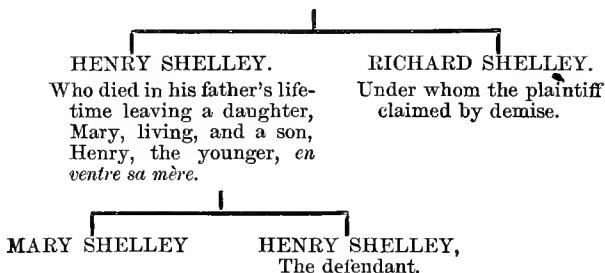 HENRY SHELLEY.
Who died in his father's life-
time leaving a daughter,
Mary, living, and a son,
Henry, the younger, en
ventre sa mère.
RICHARD SHELLEY.
Under whom the plaintiff
claimed by demise.
MARY SHELLEY
HENRY SHELLEY,
The defendant.